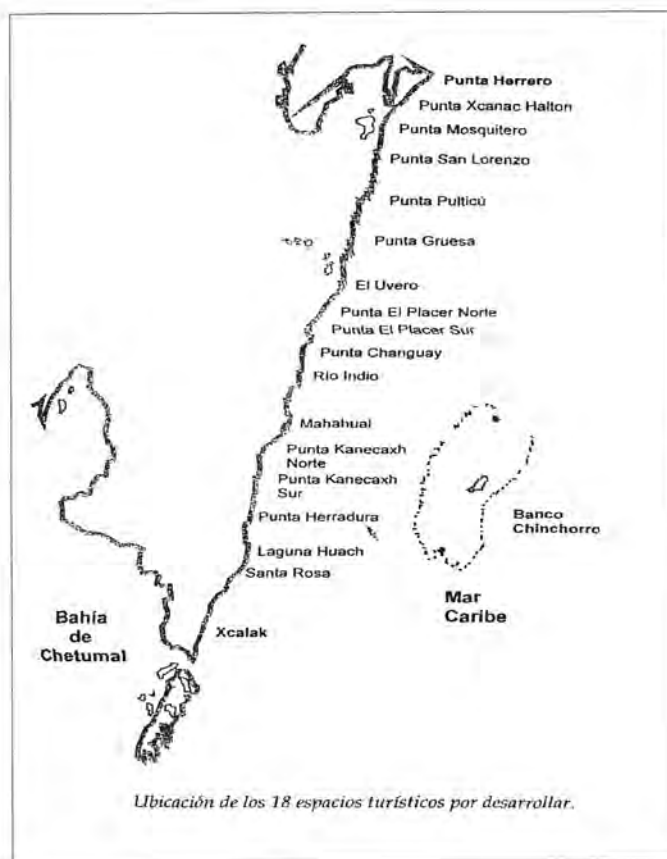 Punta Herrero
Punta Xcanac Halton
Punta Mosquitero
Punta San Lorenzo
Punta Pulticú
Punta Gruesa
El Uvero
Punta El Placer Norte
Punta El Placer Sur
Punta Changuay
Río Indio
Mahahual
Punta Kanecaxh
Norte
Punta Kanecaxh
Sur
Punta Herradura
Laguna Huach
Santa Rosa
Xcalak
Banco
Chinchorro
Mar
Caribe
Bahía
de
Chetumal
Ubicación de los 18 espacios turísticos por desarrollar.